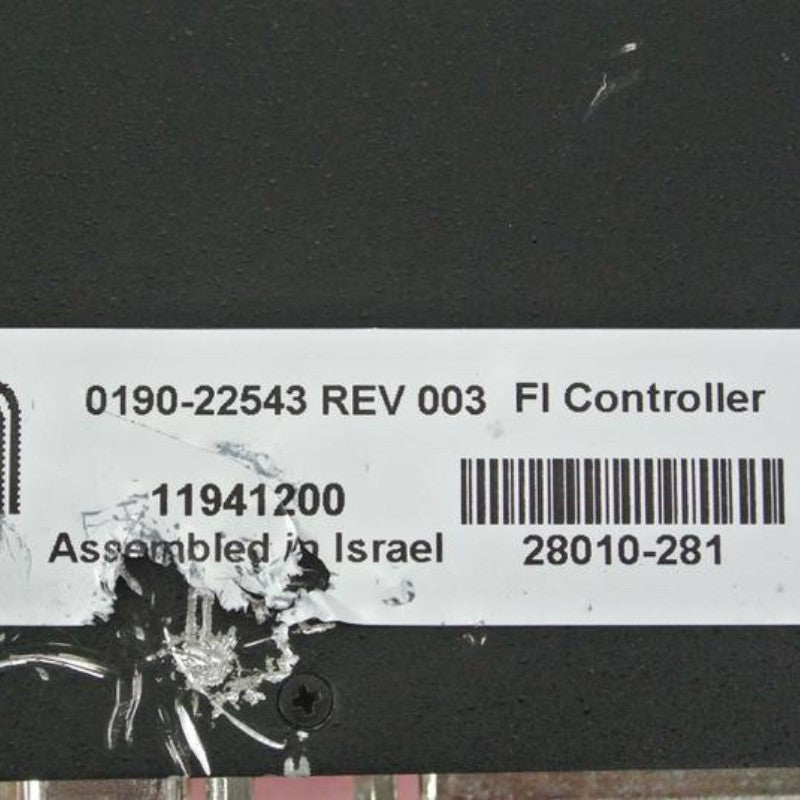 0190-22543 REV 003 FI Controller
11941200
Assembled in Israel
28010-281